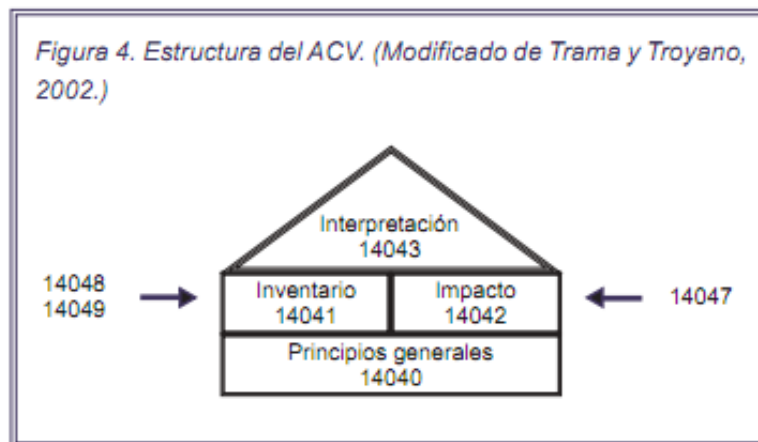 Figura 4. Estructura del ACV. (Modificado de Trama y Troyano,
2002.)
Interpretación
14043
14048
14049
Inventario
14041
Impacto
14042
14047
Principios generales
14040